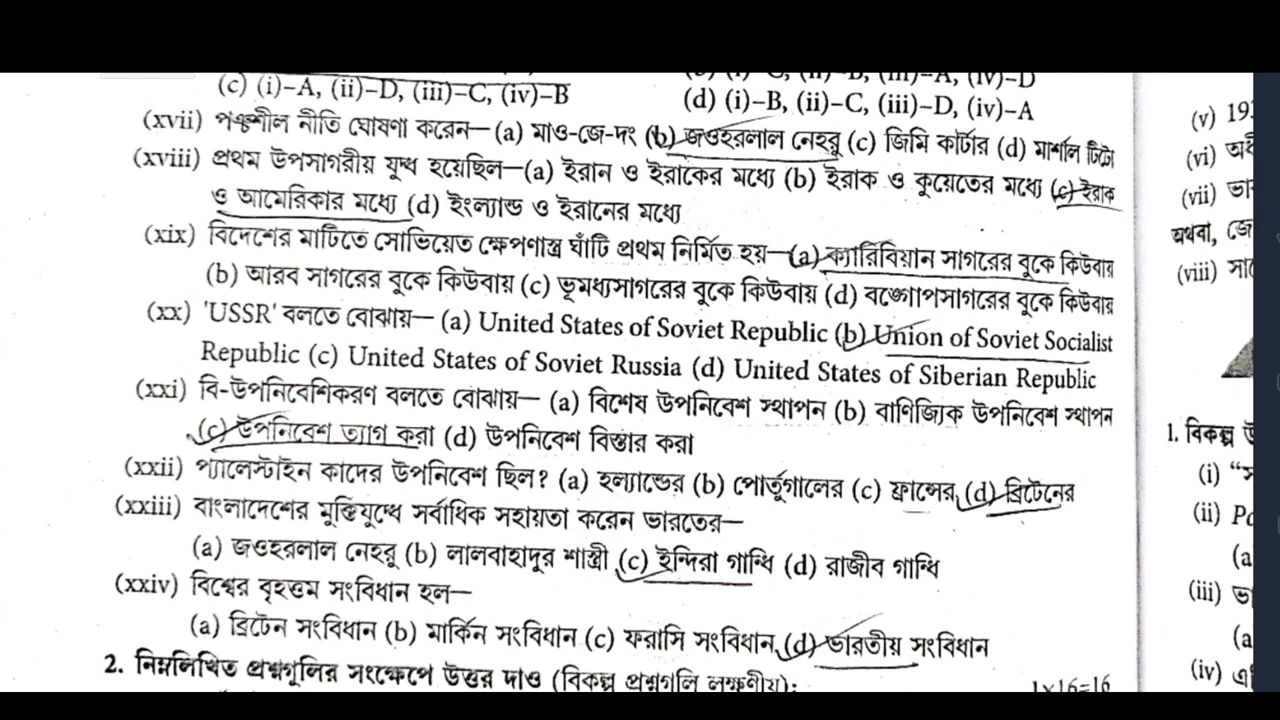 (c) (i)–A, (ii)–D, (iii)–C, (iv)–B
(d) (i)–B, (ii)–C, (iii)–D, (iv)–A
(xvii) পঞ্চশীল নীতি ঘোষণা করেন—(a) মাও-জে-দং (b) জওহরলাল নেহরু (c) জিমি কার্টার (d) মার্শাল টিটো
(xviii) প্রথম উপসাগরীয় যুদ্ধ হয়েছিল—(a) ইরান ও ইরাকের মধ্যে (b) ইরাক ও কুয়েতের মধ্যে (c) ইরাক
ও আমেরিকার মধ্যে (d) ইংল্যান্ড ও ইরানের মধ্যে
(xix) বিদেশের মাটিতে সোভিয়েত ক্ষেপণাস্ত্র ঘাঁটি প্রথম নির্মিত হয়—(a) ক্যারিবিয়ান সাগরের বুকে কিউবায়
(b) আরব সাগরের বুকে কিউবায় (c) ভূমধ্যসাগরের বুকে কিউবায় (d) বঙ্গোপসাগরের বুকে কিউবায়
(xx) 'USSR' বলতে বোঝায়— (a) United States of Soviet Republic (b) Union of Soviet Socialist
Republic (c) United States of Soviet Russia (d) United States of Siberian Republic
(xxi) বি-উপনিবেশিকরণ বলতে বোঝায়— (a) বিশেষ উপনিবেশ স্থাপন (b) বাণিজ্যিক উপনিবেশ স্থাপন
(c) উপনিবেশ ত্যাগ করা (d) উপনিবেশ বিস্তার করা
(xxii) প্যালেস্টাইন কাদের উপনিবেশ ছিল? (a) হল্যান্ডের (b) পোর্তুগালের (c) ফ্রান্সের (d) ব্রিটেনের
(xxiii) বাংলাদেশের মুক্তিযুদ্ধে সর্বাধিক সহায়তা করেন ভারতের—
(a) জওহরলাল নেহরু (b) লালবাহাদুর শাস্ত্রী (c) ইন্দিরা গান্ধি (d) রাজীব গান্ধি
(xxiv) বিশ্বের বৃহত্তম সংবিধান হল—
(a) ব্রিটেন সংবিধান (b) মার্কিন সংবিধান (c) ফরাসি সংবিধান (d) ভারতীয় সংবিধান
2. নিম্নলিখিত প্রশ্নগুলির সংক্ষেপে উত্তর দাও (বিকল্প প্রশ্নগুলি লক্ষণীয়):
1×16=16
(v)
(vi)
(vii)
অথবা,
(viii)
1. বিকল্প
(i)
(ii)
(a
(iii)
(a
(iv)